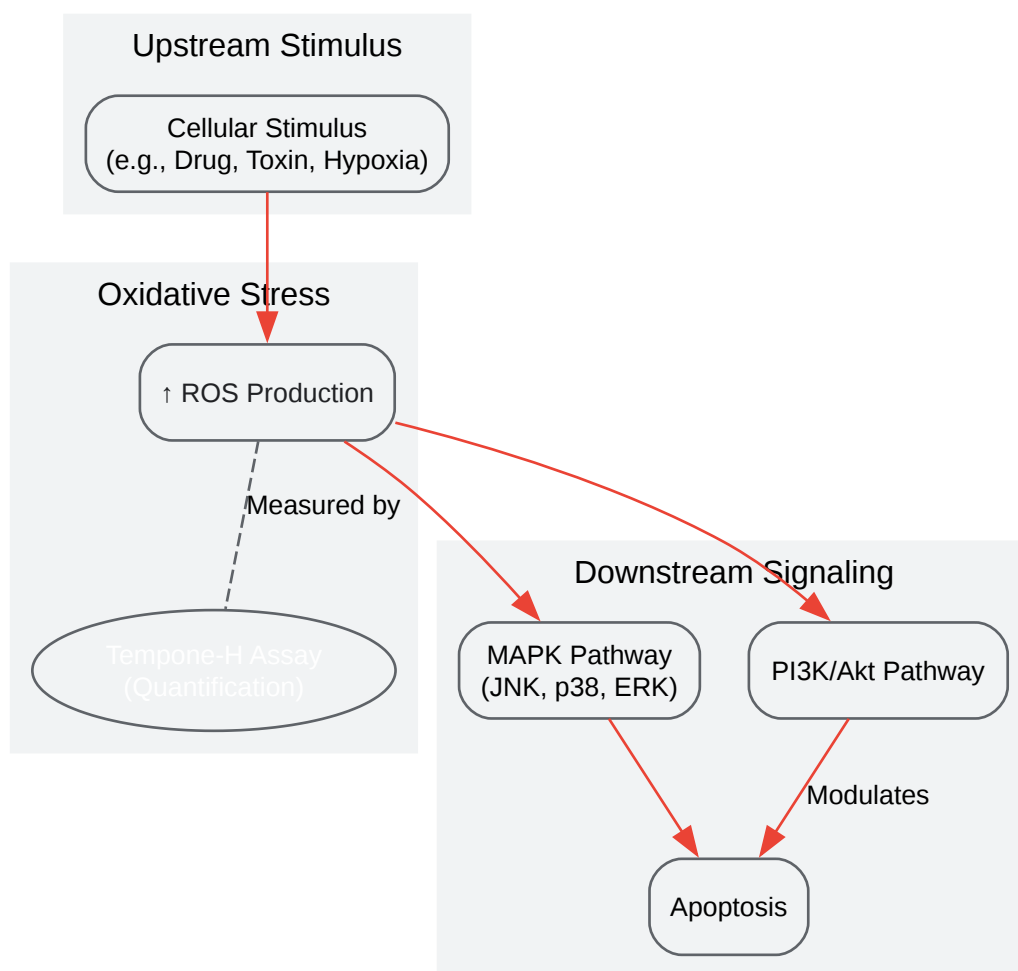 Upstream Stimulus
Cellular Stimulus
(e.g., Drug, Toxin, Hypoxia)
Oxidative Stress
↑ ROS Production
Measured by
Tempone-H Assay
(Quantification)
Downstream Signaling
MAPK Pathway
(JNK, p38, ERK)
PI3K/Akt Pathway
Modulates
Apoptosis